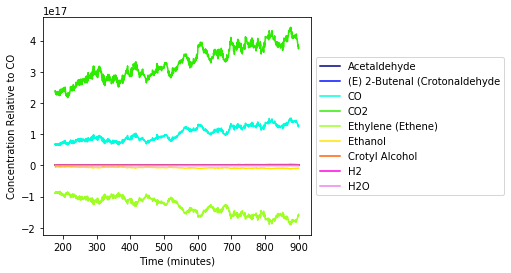 1e17
4
3
2
1
0
−1
−2
Concentration Relative to CO
200 300 400 500 600 700 800 900
Time (minutes)
Acetaldehyde
(E) 2-Butenal (Crotonaldehyde
CO
CO2
Ethylene (Ethene)
Ethanol
Crotyl Alcohol
H2
H2O